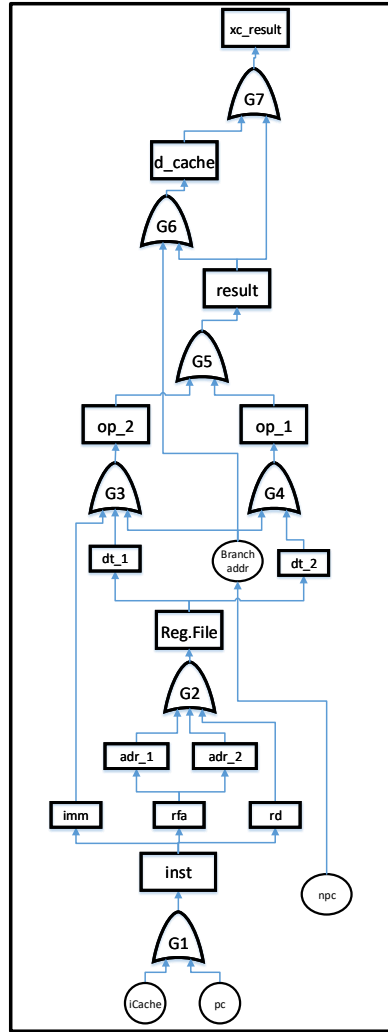 xc_result
G7
d_cache
G6
result
G5
op_2
op_1
G3
G4
dt_1
Branch
addr
dt_2
Reg.File
G2
adr_1
adr_2
imm
rfa
rd
inst
npc
G1
iCache
pc